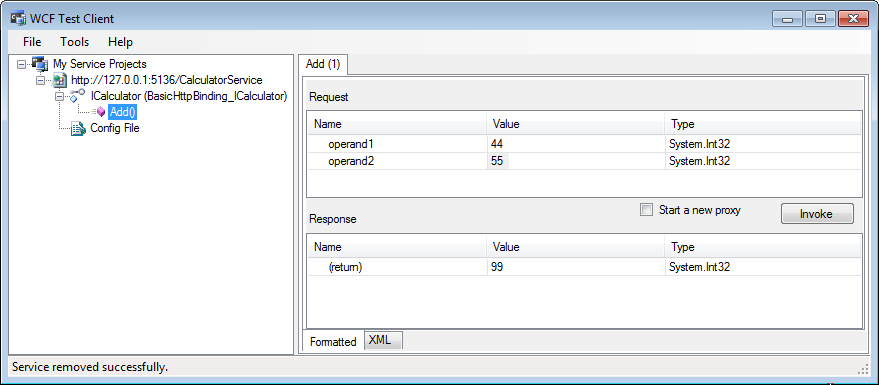 WCF Test Client
File Tools Help
My Service Projects
http://127.0.0.1:5136/CalculatorService
ICalculator (BasicHttpBinding_ICalculator)
Add()
Config File
Add (1)
Request
Name Value Type
operand1 44 System.Int32
operand2 55 System.Int32
Start a new proxy Invoke
Response
Name Value Type
(return) 99 System.Int32
Formatted XML
Service removed successfully.